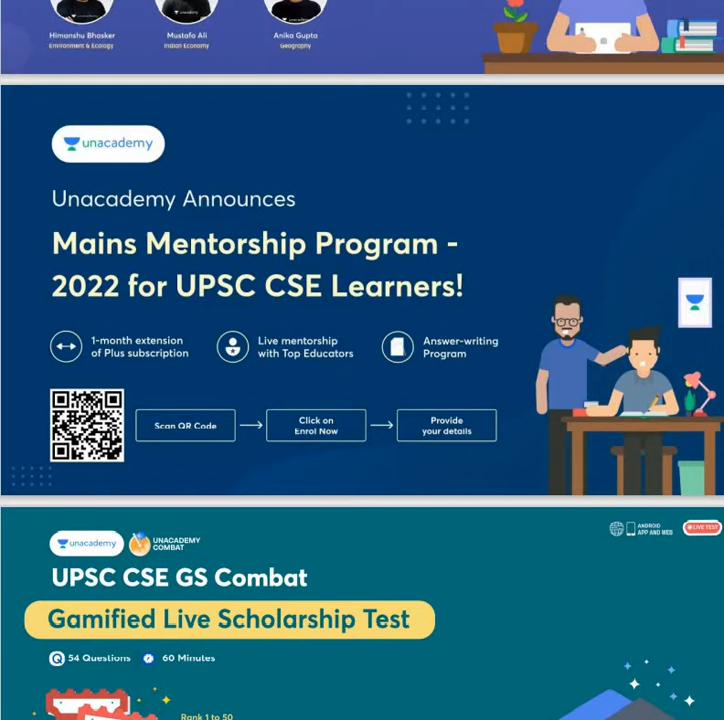 Himanshu Bhasker
Environment & Ecology
Mustafa Ali
Indian Economy
Anika Gupta
Geography
unacademy
Unacademy Announces
Mains Mentorship Program -
2022 for UPSC CSE Learners!
1-month extension
of Plus subscription
Live mentorship
with Top Educators
Answer-writing
Program
Scan QR Code
Click on
Enrol Now
Provide
your details
unacademy
UNACADEMY
COMBAT
ANDROID
APP AND WEB
LIVE TEST
UPSC CSE GS Combat
Gamified Live Scholarship Test
54 Questions
60 Minutes
Rank 1 to 50